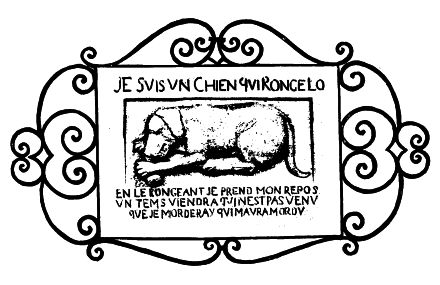 JE SVIS VN CHIEN QVI RONGE LO
EN LE RONGEANT JE PREND MON REPOS
VN TEMS VIENDRA QVI NEST PAS VENV
QVE JE MORDERAY QVI MAVRA MORDV